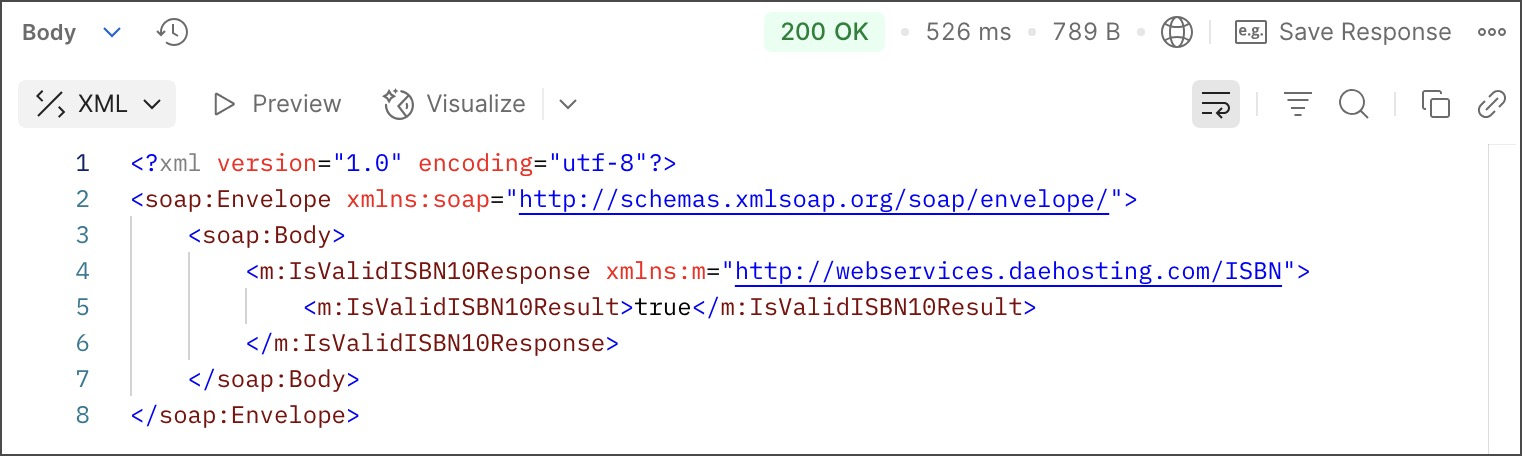 Body 200 OK 526 ms 789 B e.g. Save Response
XML Preview Visualize
1 <?xml version="1.0" encoding="utf-8"?>
2 <soap:Envelope xmlns:soap="http://schemas.xmlsoap.org/soap/envelope/">
3     <soap:Body>
4         <m:IsValidISBN10Response xmlns:m="http://webservices.daehosting.com/ISBN">
5             <m:IsValidISBN10Result>true</m:IsValidISBN10Result>
6         </m:IsValidISBN10Response>
7     </soap:Body>
8 </soap:Envelope>